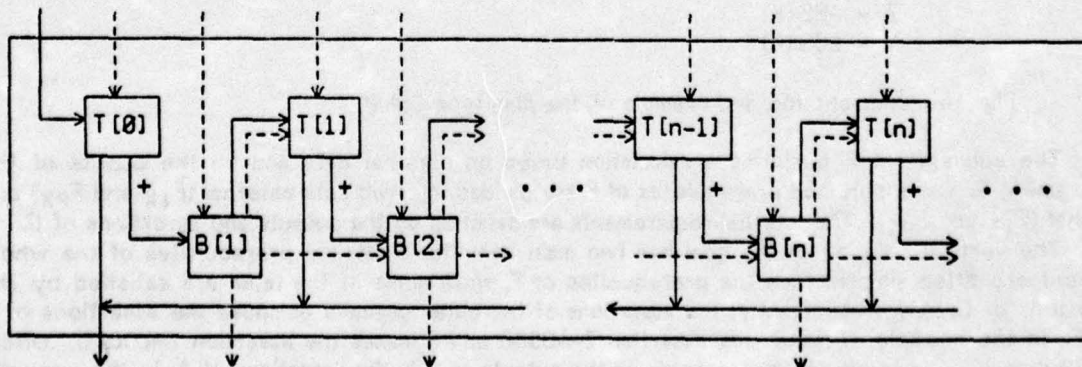 T[0] T[1] T[n-1] T[n]
+ + + +
. . .
B[1] B[2] B[n]